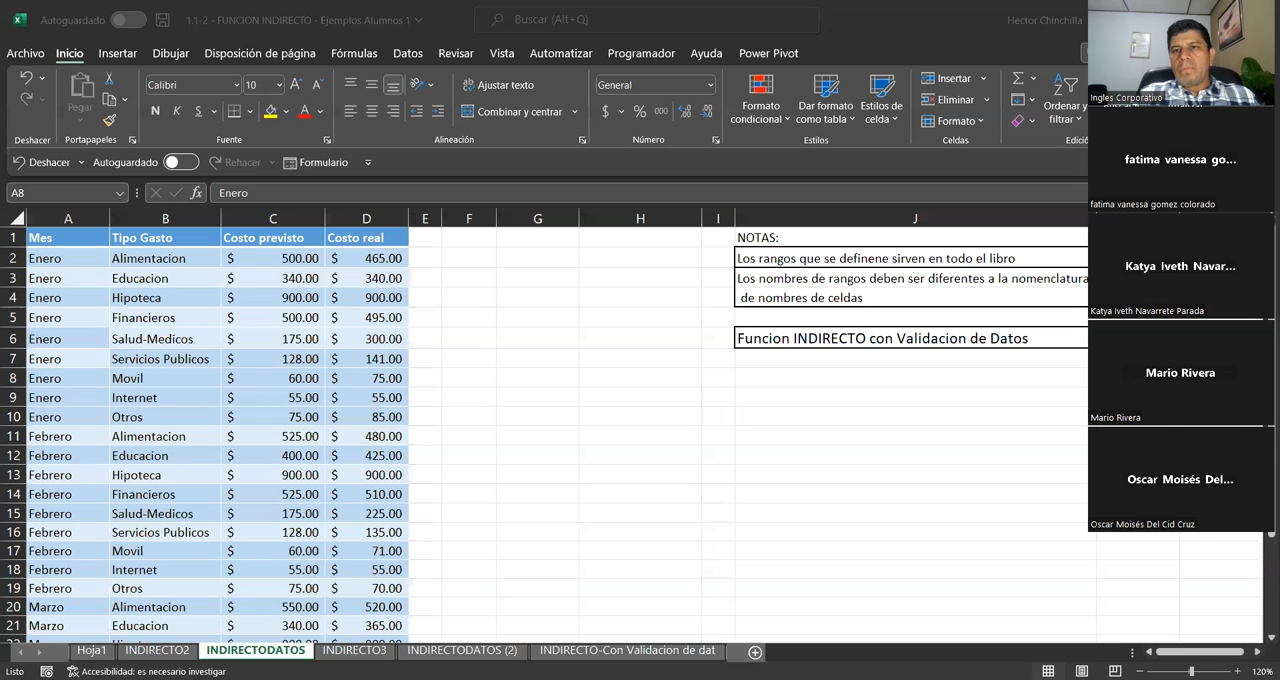 Autoguardado
1.1-2 - FUNCION INDIRECTO - Ejemplos Alumnos 1
Buscar (Alt+Q)
Hector Chinchilla
Archivo Inicio Insertar Dibujar Disposición de página Fórmulas Datos Revisar Vista Automatizar Programador Ayuda Power Pivot
Pegar
Calibri 10
N K S
Ajustar texto
Combinar y centrar
General
$ % 000
Formato condicional
Dar formato como tabla
Estilos de celda
Insertar
Eliminar
Formato
Ordenar y filtrar
Deshacer Portapapeles Fuente Alineación Número Estilos Celdas Edició
Deshacer Autoguardado Rehacer Formulario
A8 fx Enero
A B C D E F G H I J
1 Mes Tipo Gasto Costo previsto Costo real NOTAS:
2 Enero Alimentacion $ 500.00 $ 465.00 Los rangos que se definene sirven en todo el libro
3 Enero Educacion $ 340.00 $ 340.00 Los nombres de rangos deben ser diferentes a la nomenclatura
4 Enero Hipoteca $ 900.00 $ 900.00 de nombres de celdas
5 Enero Financieros $ 500.00 $ 495.00
6 Enero Salud-Medicos $ 175.00 $ 300.00 Funcion INDIRECTO con Validacion de Datos
7 Enero Servicios Publicos $ 128.00 $ 141.00
8 Enero Movil $ 60.00 $ 75.00
9 Enero Internet $ 55.00 $ 55.00
10 Enero Otros $ 75.00 $ 85.00
11 Febrero Alimentacion $ 525.00 $ 480.00
12 Febrero Educacion $ 400.00 $ 425.00
13 Febrero Hipoteca $ 900.00 $ 900.00
14 Febrero Financieros $ 525.00 $ 510.00
15 Febrero Salud-Medicos $ 175.00 $ 225.00
16 Febrero Servicios Publicos $ 128.00 $ 135.00
17 Febrero Movil $ 60.00 $ 71.00
18 Febrero Internet $ 55.00 $ 55.00
19 Febrero Otros $ 75.00 $ 70.00
20 Marzo Alimentacion $ 550.00 $ 520.00
21 Marzo Educacion $ 340.00 $ 365.00
Hoja1 INDIRECTO2 INDIRECTODATOS INDIRECTO3 INDIRECTODATOS (2) INDIRECTO-Con Validacion de dat
Listo Accesibilidad: es necesario investigar 120%
Ingles Corporativo
fatima vanessa go...
fatima vanessa gomez colorado
Katya Iveth Navar...
Katya Iveth Navarrete Parada
Mario Rivera
Mario Rivera
Oscar Moisés Del...
Oscar Moisés Del Cid Cruz